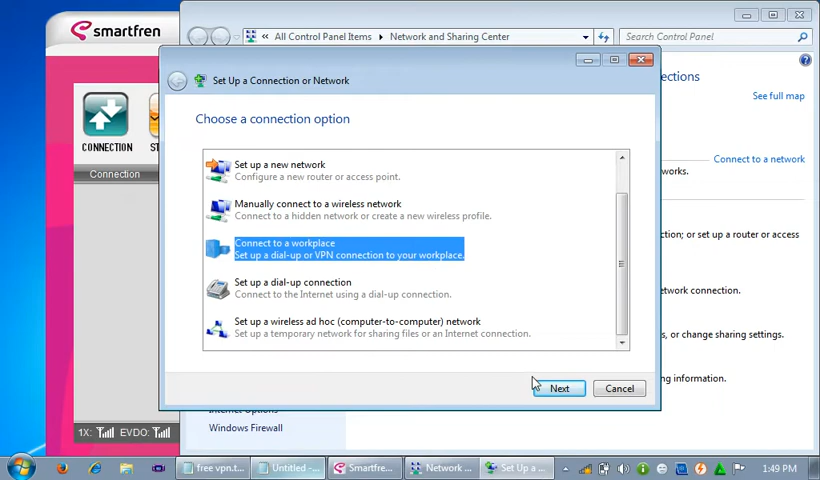 smartfren
All Control Panel Items
Network and Sharing Center
Search Control Panel
Set Up a Connection or Network
Choose a connection option
Set up a new network
Configure a new router or access point.
Manually connect to a wireless network
Connect to a hidden network or create a new wireless profile.
Connect to a workplace
Set up a dial-up or VPN connection to your workplace.
Set up a dial-up connection
Connect to the Internet using a dial-up connection.
Set up a wireless ad hoc (computer-to-computer) network
Set up a temporary network for sharing files or an Internet connection.
Next
Cancel
CONNECTION
ST
Connection
1X:
EVDO:
ections
See full map
Connect to a network
works.
ction; or set up a router or access
etwork connection.
, or change sharing settings.
ing information.
Internet Options
Windows Firewall
free vpn.t...
Untitled -...
Smartfre...
Network ...
Set Up a ...
1:49 PM